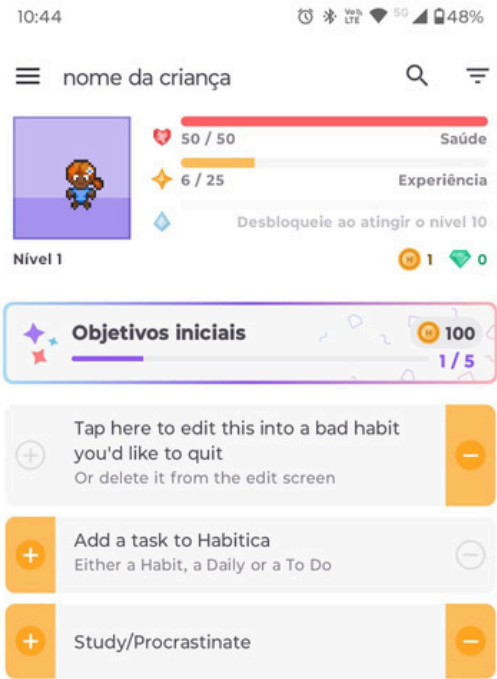 10:44 Vo)) LTE 5G 48%
nome da criança
50 / 50 Saúde
6 / 25 Experiência
Desbloqueie ao atingir o nível 10
Nível 1 1 0
Objetivos iniciais 100
1 / 5
Tap here to edit this into a bad habit
you'd like to quit
Or delete it from the edit screen
Add a task to Habitica
Either a Habit, a Daily or a To Do
Study/Procrastinate